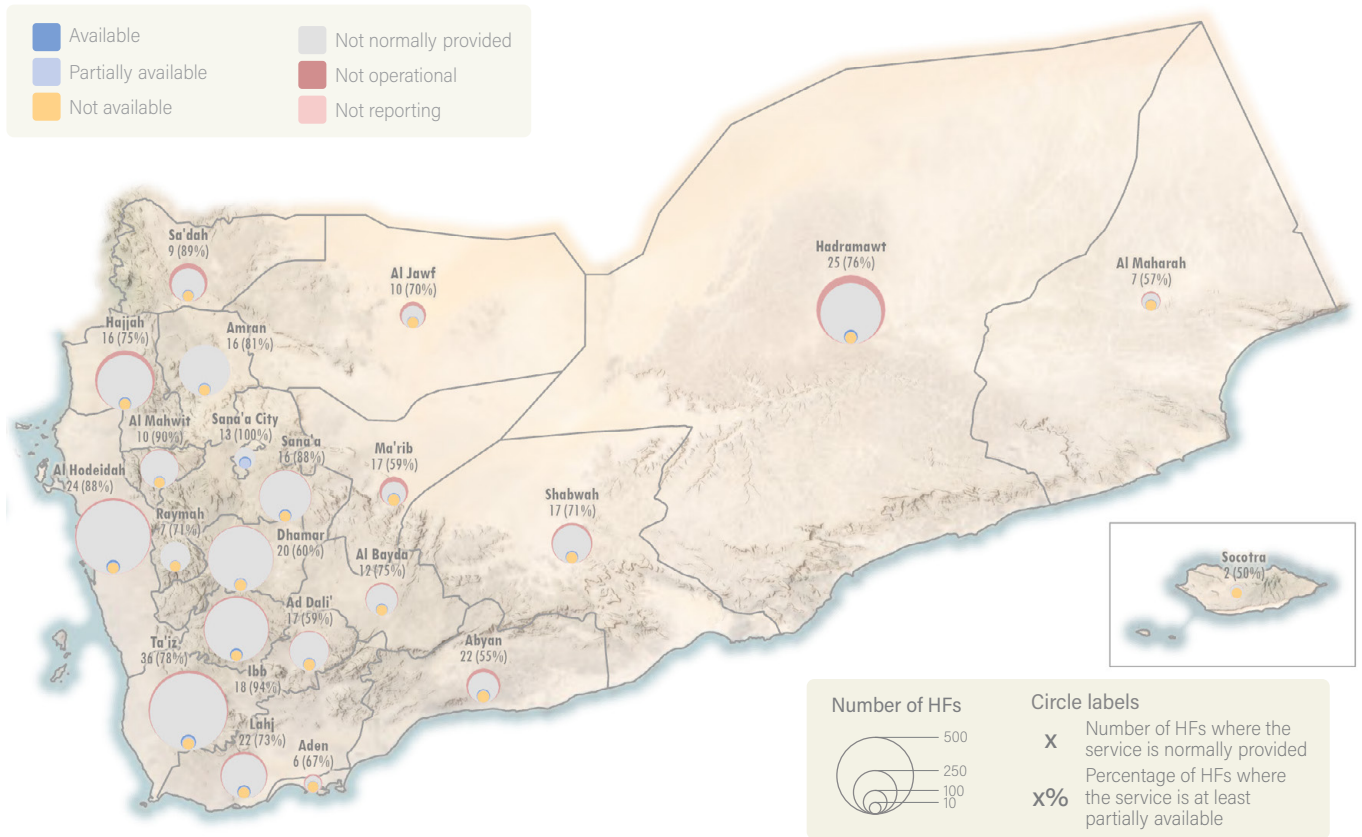 Available
Partially available
Not available
Not normally provided
Not operational
Not reporting
Sa'dah
9 (89%)
Al Jawf
10 (70%)
Hadramawt
25 (76%)
Al Maharah
7 (57%)
Hajjah
16 (75%)
Amran
16 (81%)
Al Mahwit
10 (90%)
Sana'a City
13 (100%)
Sana'a
16 (88%)
Ma'rib
17 (59%)
Al Hodeidah
24 (88%)
Shabwah
17 (71%)
Raymah
7 (71%)
Dhamar
20 (60%)
Al Bayda
12 (75%)
Socotra
2 (50%)
Ad Dali'
17 (59%)
Ta'iz
36 (78%)
Abyan
22 (55%)
Ibb
18 (94%)
Lahj
22 (73%)
Aden
6 (67%)
Number of HFs
500
250
100
10
Circle labels
x
Number of HFs where the
service is normally provided
x%
Percentage of HFs where
the service is at least
partially available